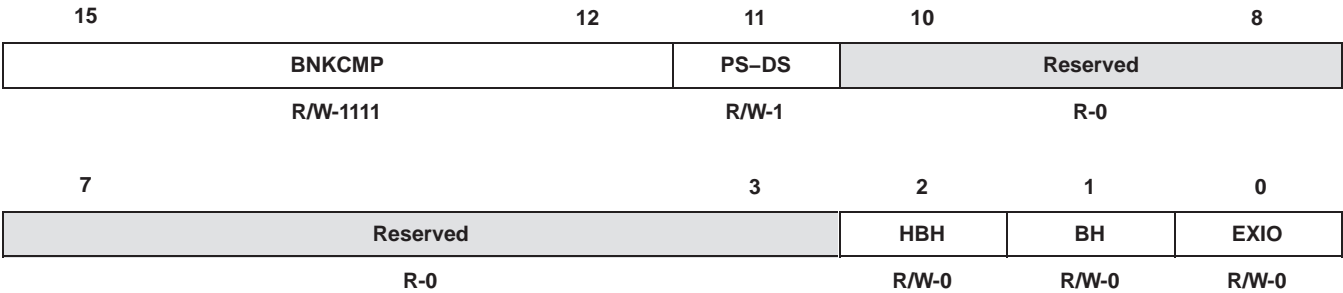 15 12 11 10 8
BNKCMP PS–DS Reserved
R/W-1111 R/W-1 R-0
7 3 2 1 0
Reserved HBH BH EXIO
R-0 R/W-0 R/W-0 R/W-0